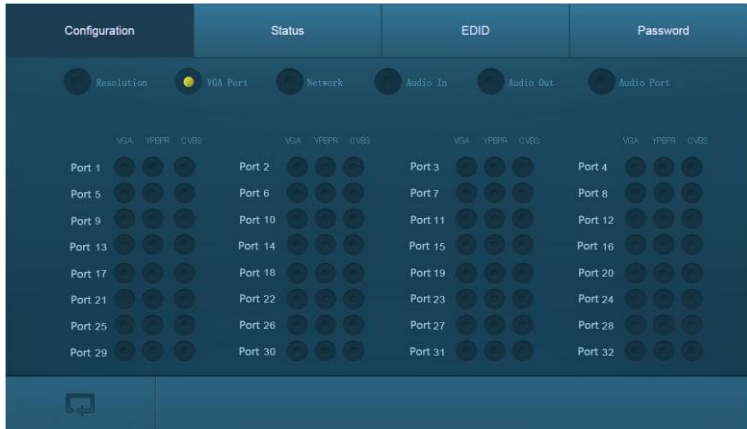 Configuration Status EDID Password
Resolution VGA Port Network Audio In Audio Out Audio Port
VGA YPBPR CVBS VGA YPBPR CVBS VGA YPBPR CVBS VGA YPBPR CVBS
Port 1 Port 2 Port 3 Port 4
Port 5 Port 6 Port 7 Port 8
Port 9 Port 10 Port 11 Port 12
Port 13 Port 14 Port 15 Port 16
Port 17 Port 18 Port 19 Port 20
Port 21 Port 22 Port 23 Port 24
Port 25 Port 26 Port 27 Port 28
Port 29 Port 30 Port 31 Port 32